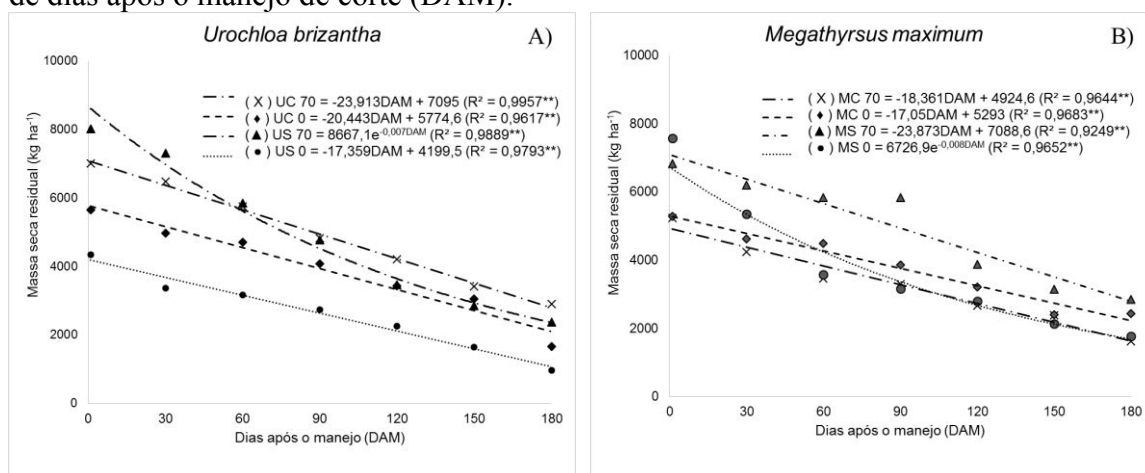 de dias após o manejo de corte (DAM).
Urochloa brizantha
A)
Massa seca residual (kg ha⁻¹)
10000
8000
6000
4000
2000
0
( X ) UC 70 = -23,913DAM + 7095 (R² = 0,9957**)
( ♦ ) UC 0 = -20,443DAM + 5774,6 (R² = 0,9617**)
( ▲ ) US 70 = 8667,1e⁻⁰,⁰⁰⁷ᴰᴬᴹ (R² = 0,9889**)
( ● ) US 0 = -17,359DAM + 4199,5 (R² = 0,9793**)
0 30 60 90 120 150 180
Dias após o manejo (DAM)
Megathyrsus maximum
B)
Massa seca residual (kg ha⁻¹)
10000
8000
6000
4000
2000
0
( X ) MC 70 = -18,361DAM + 4924,6 (R² = 0,9644**)
( ♦ ) MC 0 = -17,05DAM + 5293 (R² = 0,9683**)
( ▲ ) MS 70 = -23,873DAM + 7088,6 (R² = 0,9249**)
( ● ) MS 0 = 6726,9e⁻⁰,⁰⁰⁸ᴰᴬᴹ (R² = 0,9652**)
0 30 60 90 120 150 180
Dias após o manejo (DAM)